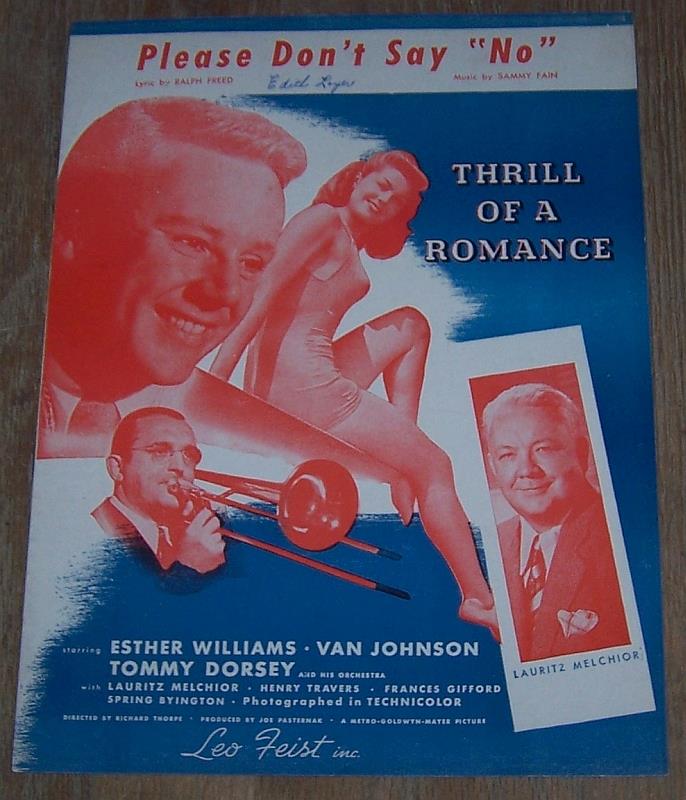 Please Don't Say "No"
Lyric by RALPH FREED
Music by SAMMY FAIN
THRILL
OF A
ROMANCE
LAURITZ MELCHIOR
starring ESTHER WILLIAMS · VAN JOHNSON
TOMMY DORSEY AND HIS ORCHESTRA
with LAURITZ MELCHIOR · HENRY TRAVERS · FRANCES GIFFORD
SPRING BYINGTON · Photographed in TECHNICOLOR
DIRECTED BY RICHARD THORPE · PRODUCED BY JOE PASTERNAK · A METRO-GOLDWYN-MAYER PICTURE
Leo Feist inc.